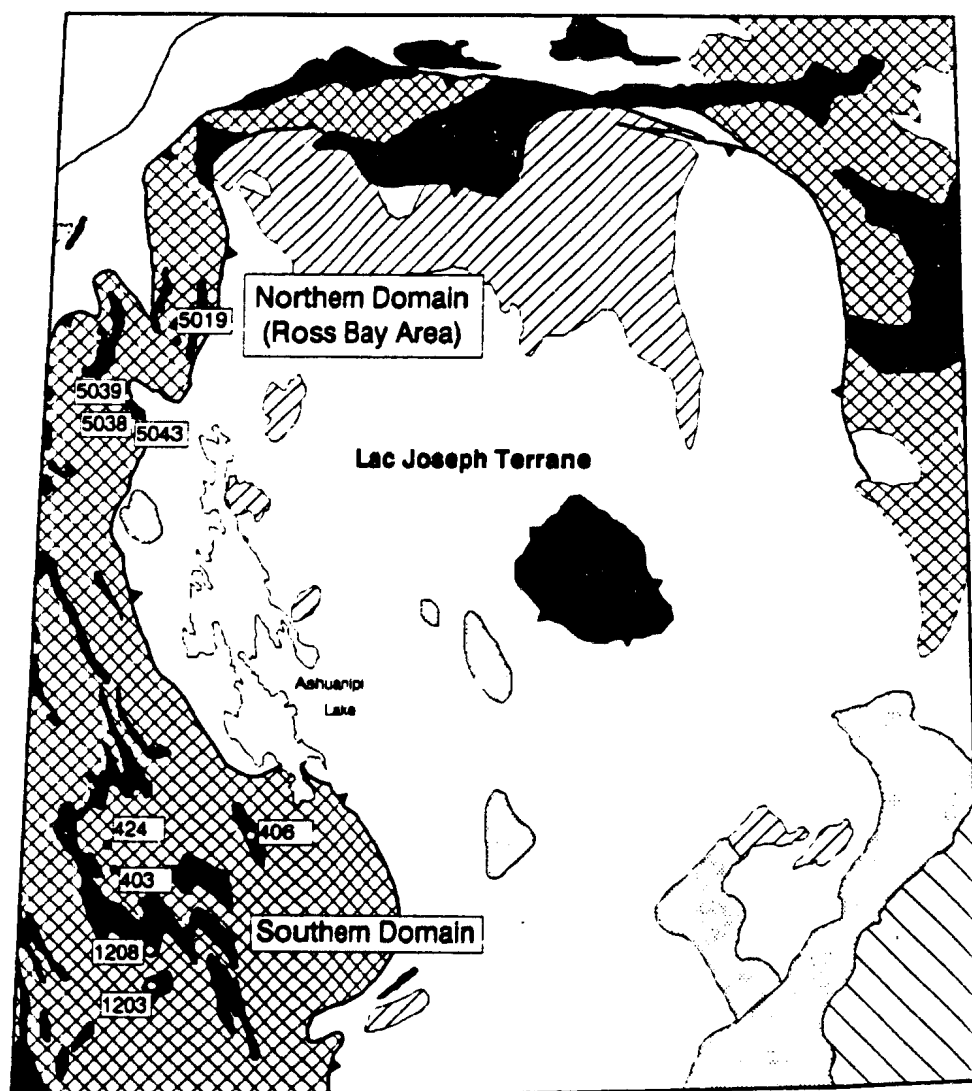 Northern Domain
(Ross Bay Area)
5019
5039
5038
5043
Lac Joseph Terrane
Ashuanipi
Lake
424
406
403
Southern Domain
1208
1203